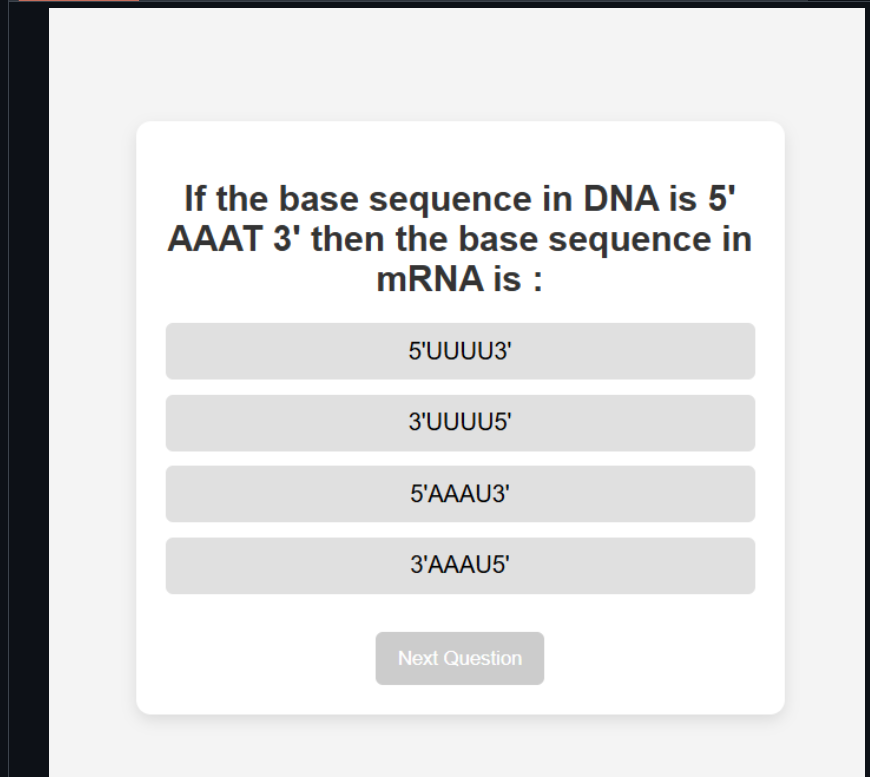 If the base sequence in DNA is 5'
AAAT 3' then the base sequence in
mRNA is :
5'UUUU3'
3'UUUU5'
5'AAAU3'
3'AAAU5'
Next Question